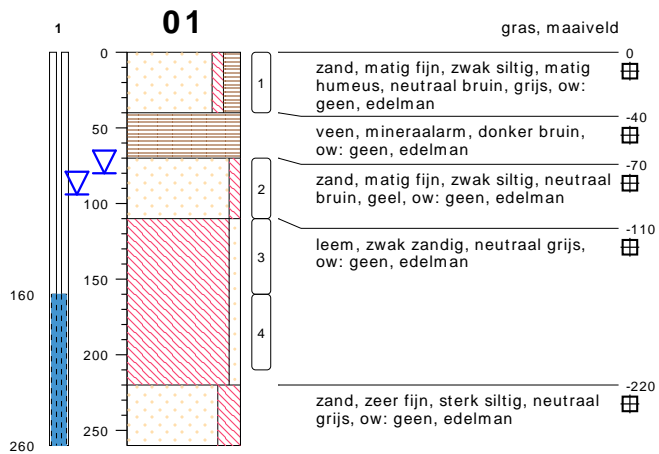 1
01
gras, maaiveld
0
50
100
150
200
250
160
260
1
2
3
4
0
zand, matig fijn, zwak siltig, matig
humeus, neutraal bruin, grijs, ow:
geen, edelman
-40
veen, mineraalarm, donker bruin,
ow: geen, edelman
-70
zand, matig fijn, zwak siltig, neutraal
bruin, geel, ow: geen, edelman
-110
leem, zwak zandig, neutraal grijs,
ow: geen, edelman
-220
zand, zeer fijn, sterk siltig, neutraal
grijs, ow: geen, edelman